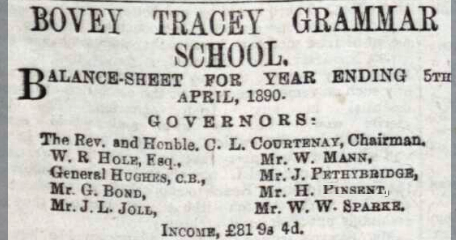 BOVEY TRACEY GRAMMAR
SCHOOL.
BALANCE-SHEET FOR YEAR ENDING 5TH
APRIL, 1890.
GOVERNORS:
The Rev. and Honble. C. L. COURTENAY, Chairman.
W. R HOLE, Esq., Mr. W. MANN,
General HUGHES, C.B., Mr. J. PETHYBRIDGE,
Mr. G. BOND, Mr. H. PINSENT,
Mr. J. L. JOLL, Mr. W. W. SPARKE.
INCOME, £81 9s 4d.